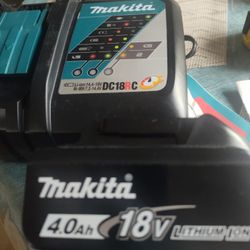 makita
DC18RC
makita
4.0Ah 18V LITHIUM ION